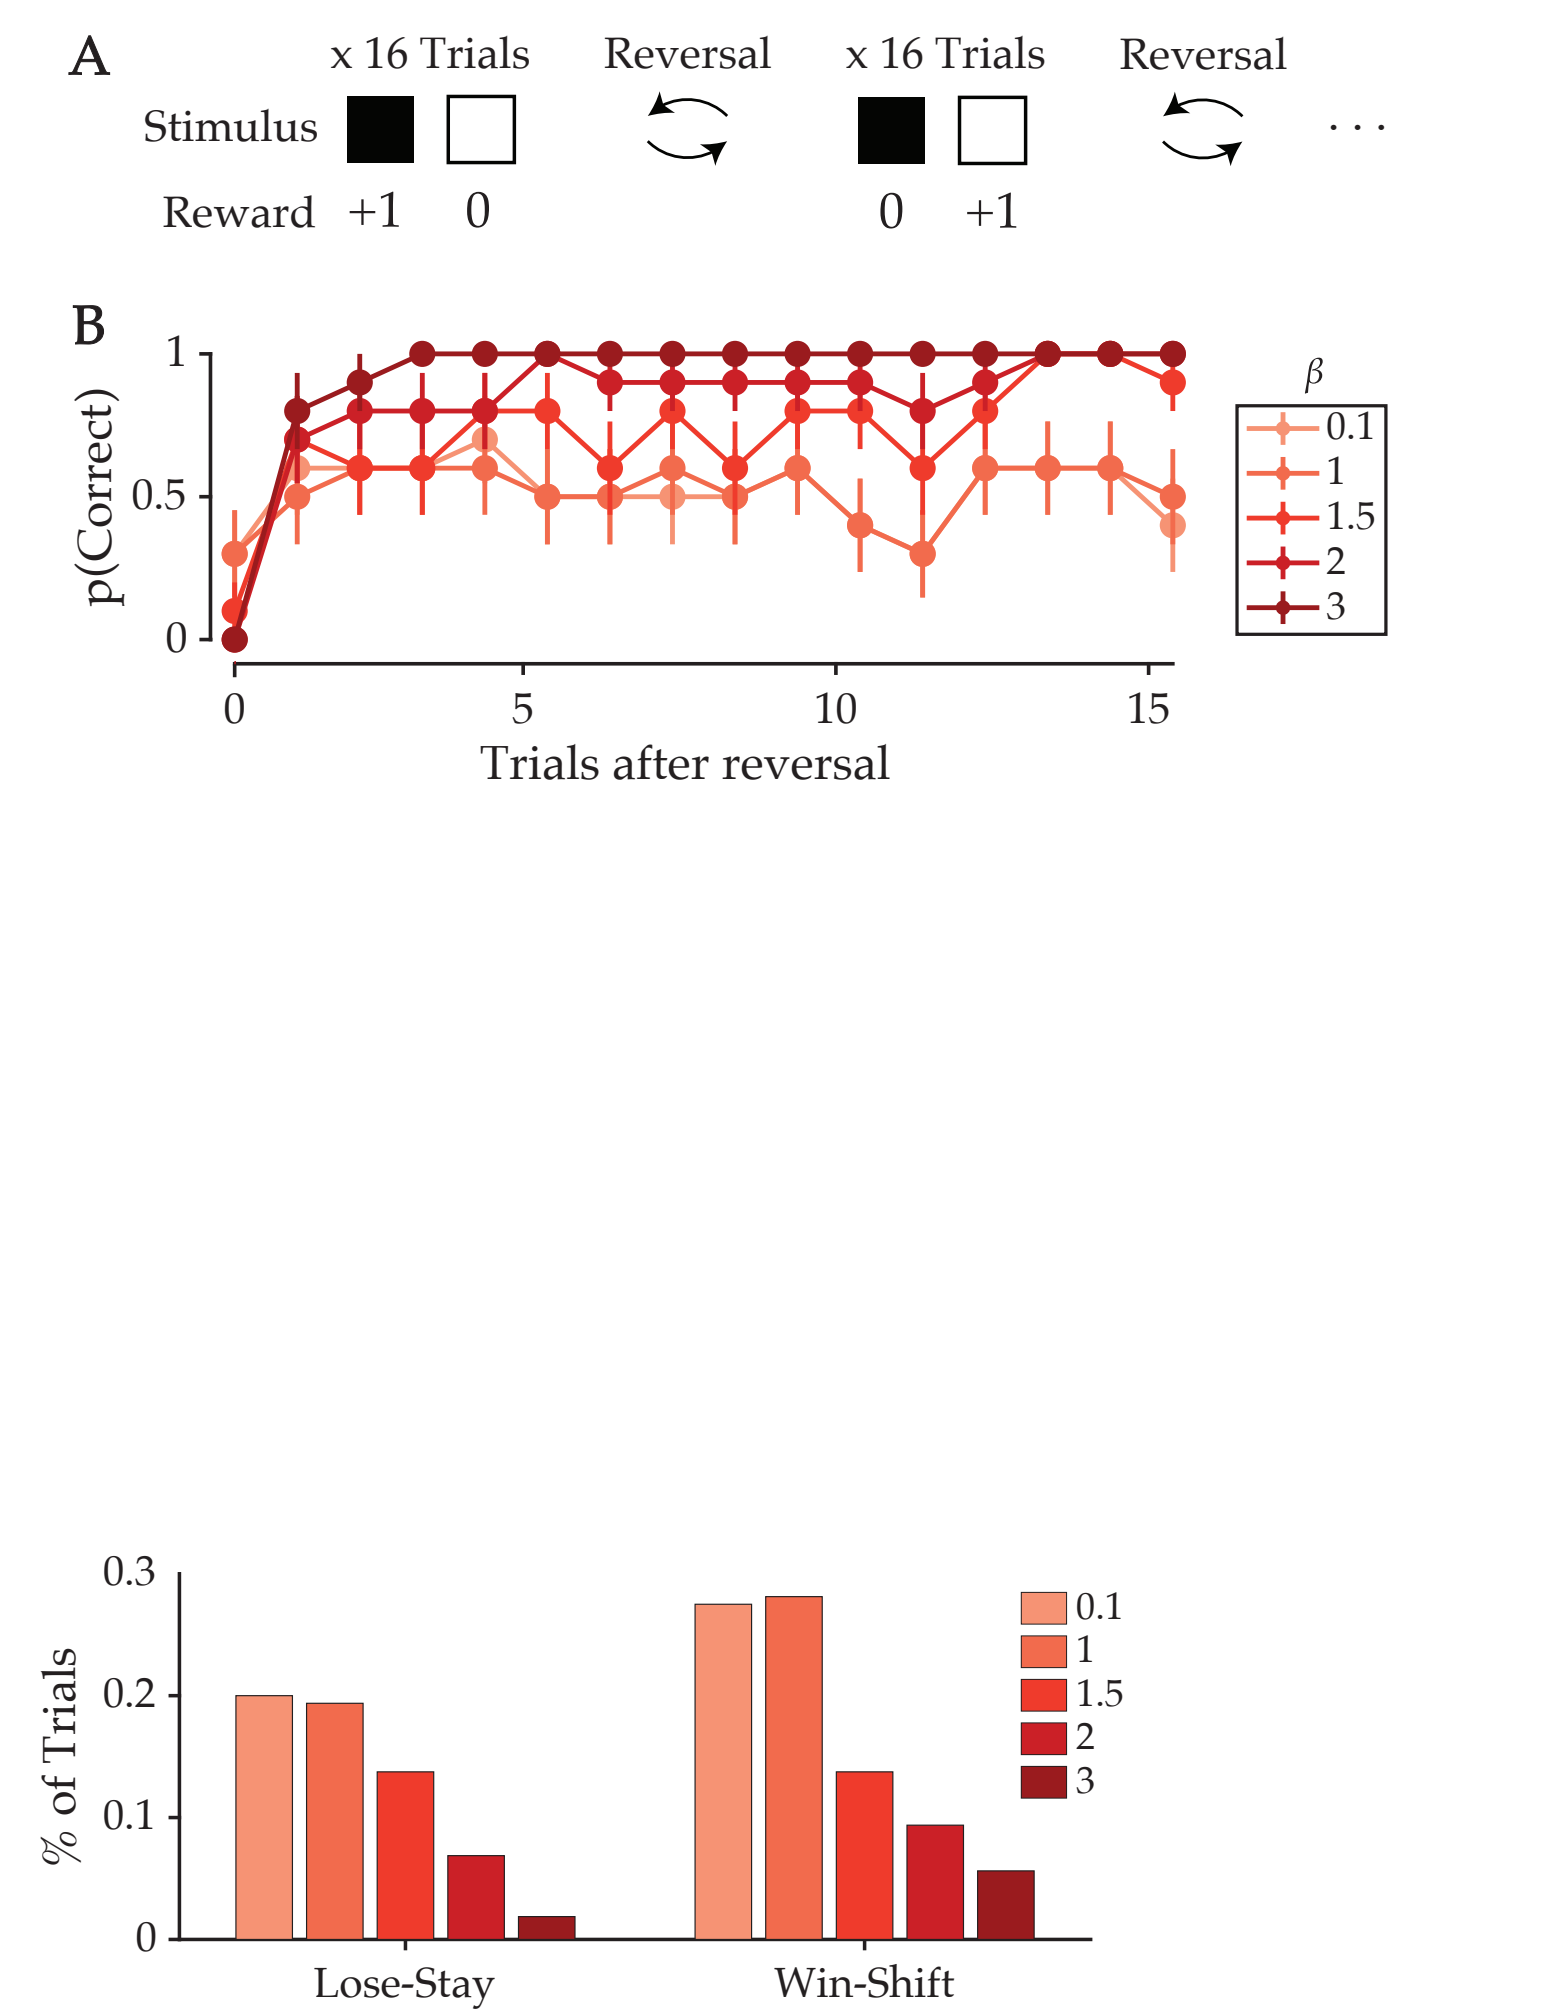 A
x 16 Trials Reversal x 16 Trials Reversal
Stimulus . . .
Reward +1 0 0 +1
B
p(Correct)
1
0.5
0
0 5 10 15
Trials after reversal
β
0.1
1
1.5
2
3
% of Trials
0.3
0.2
0.1
0
Lose-Stay Win-Shift
0.1
1
1.5
2
3